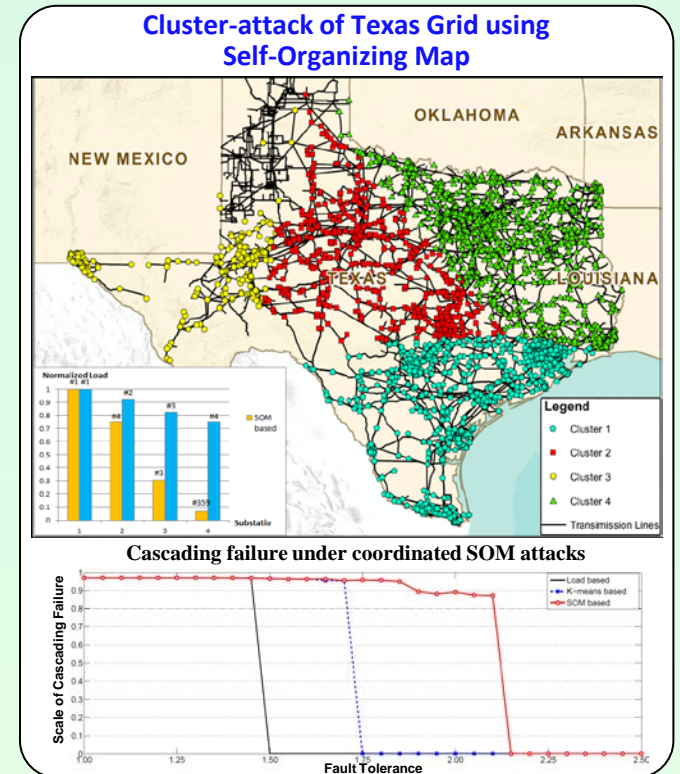 Cluster-attack of Texas Grid using
Self-Organizing Map
OKLAHOMA
ARKANSAS
NEW MEXICO
TEXAS
LOUISIANA
Normalized Load
#1 #1
#2
#4
#3
#4
#359
1
0.9
0.8
0.7
0.6
0.5
0.4
0.3
0.2
0.1
0
1 2 3 4
Substatio
SOM
based
Legend
Cluster 1
Cluster 2
Cluster 3
Cluster 4
Transimission Lines
Cascading failure under coordinated SOM attacks
Scale of Cascading Failure
1
0.9
0.8
0.7
0.6
0.5
0.4
0.3
0.2
0.1
0
Load based
K-means based
SOM based
1.00 1.25 1.50 1.75 2.00 2.25 2.50
Fault Tolerance